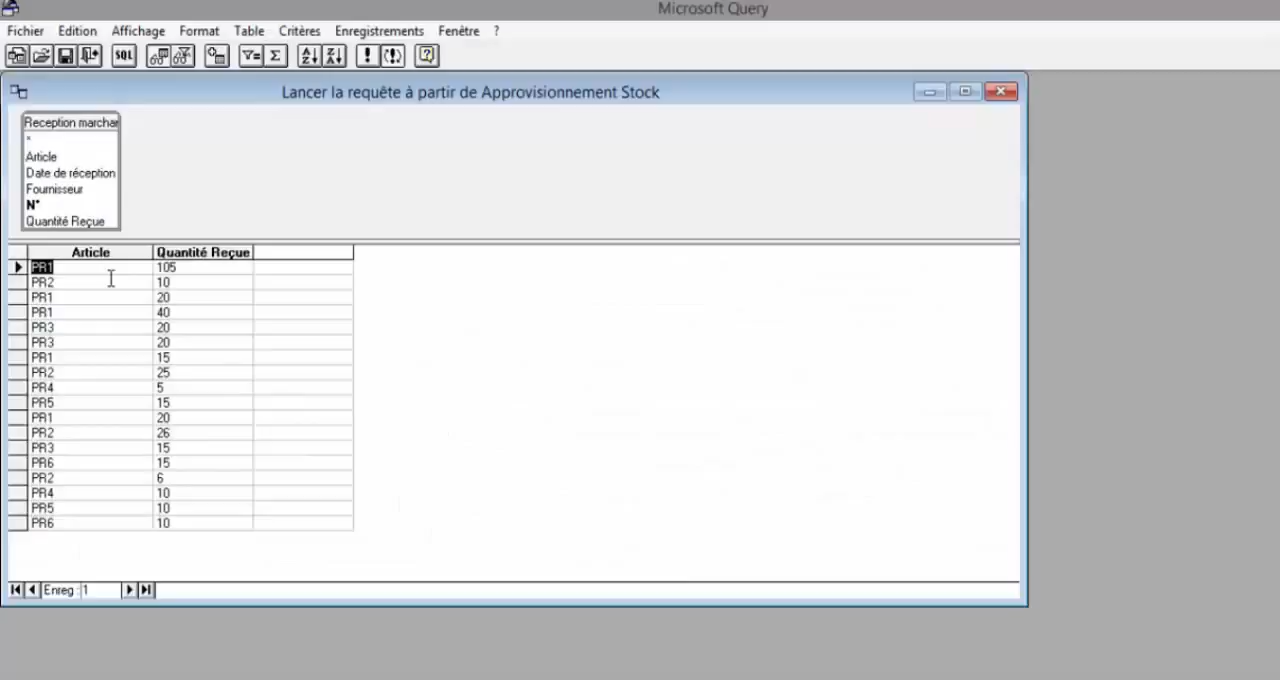 Microsoft Query
Fichier Edition Affichage Format Table Critères Enregistrements Fenêtre ?
SQL
Lancer la requête à partir de Approvisionnement Stock
Reception marchar
*
Article
Date de réception
Fournisseur
N°
Quantité Reçue
Article Quantité Reçue
PR1 105
PR2 10
PR1 20
PR1 40
PR3 20
PR3 20
PR1 15
PR2 25
PR4 5
PR5 15
PR1 20
PR2 26
PR3 15
PR6 15
PR2 6
PR4 10
PR5 10
PR6 10
Enreg : 1